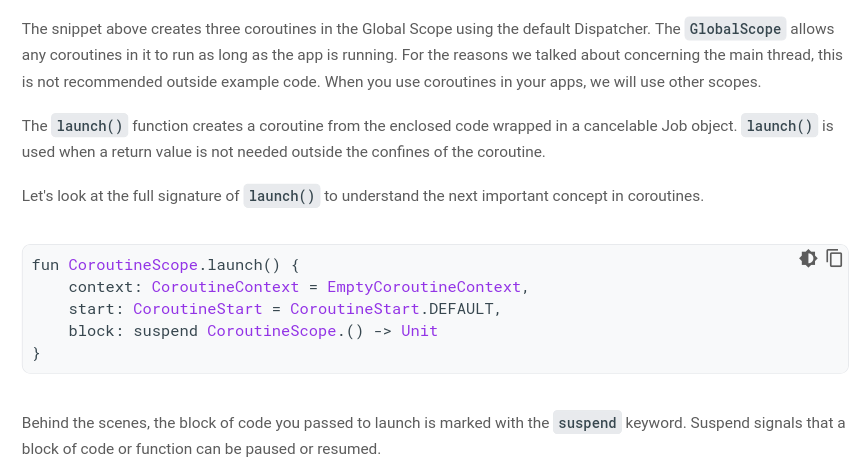 The snippet above creates three coroutines in the Global Scope using the default Dispatcher. The GlobalScope allows
any coroutines in it to run as long as the app is running. For the reasons we talked about concerning the main thread, this
is not recommended outside example code. When you use coroutines in your apps, we will use other scopes.
The launch() function creates a coroutine from the enclosed code wrapped in a cancelable Job object. launch() is
used when a return value is not needed outside the confines of the coroutine.
Let's look at the full signature of launch() to understand the next important concept in coroutines.
fun CoroutineScope.launch() {
    context: CoroutineContext = EmptyCoroutineContext,
    start: CoroutineStart = CoroutineStart.DEFAULT,
    block: suspend CoroutineScope.() -> Unit
}
Behind the scenes, the block of code you passed to launch is marked with the suspend keyword. Suspend signals that a
block of code or function can be paused or resumed.